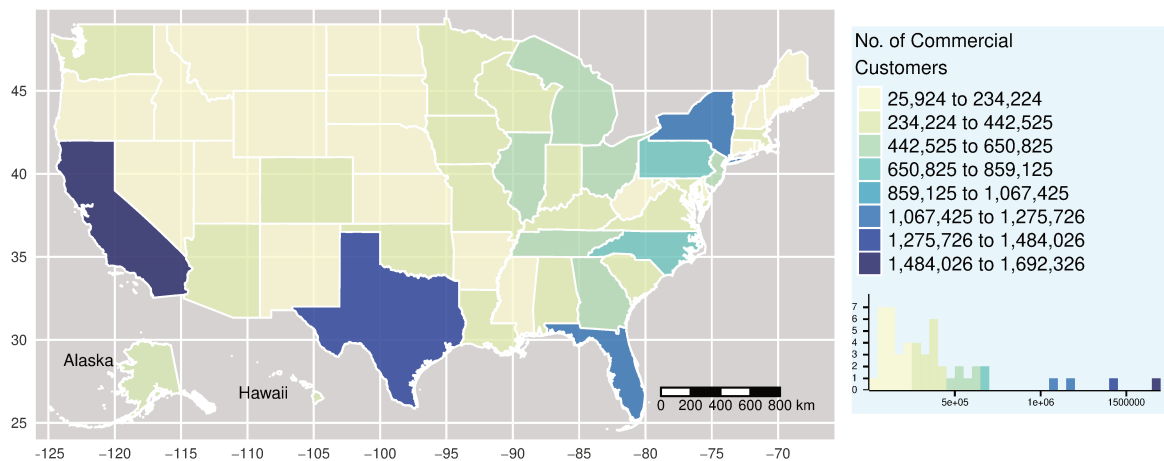 45
40
35
30
25
−125 −120 −115 −110 −105 −100 −95 −90 −85 −80 −75 −70
Alaska
Hawaii
0 200 400 600 800 km
No. of Commercial
Customers
25,924 to 234,224
234,224 to 442,525
442,525 to 650,825
650,825 to 859,125
859,125 to 1,067,425
1,067,425 to 1,275,726
1,275,726 to 1,484,026
1,484,026 to 1,692,326
7
6
5
4
3
2
1
0
5e+05 1e+06 1500000